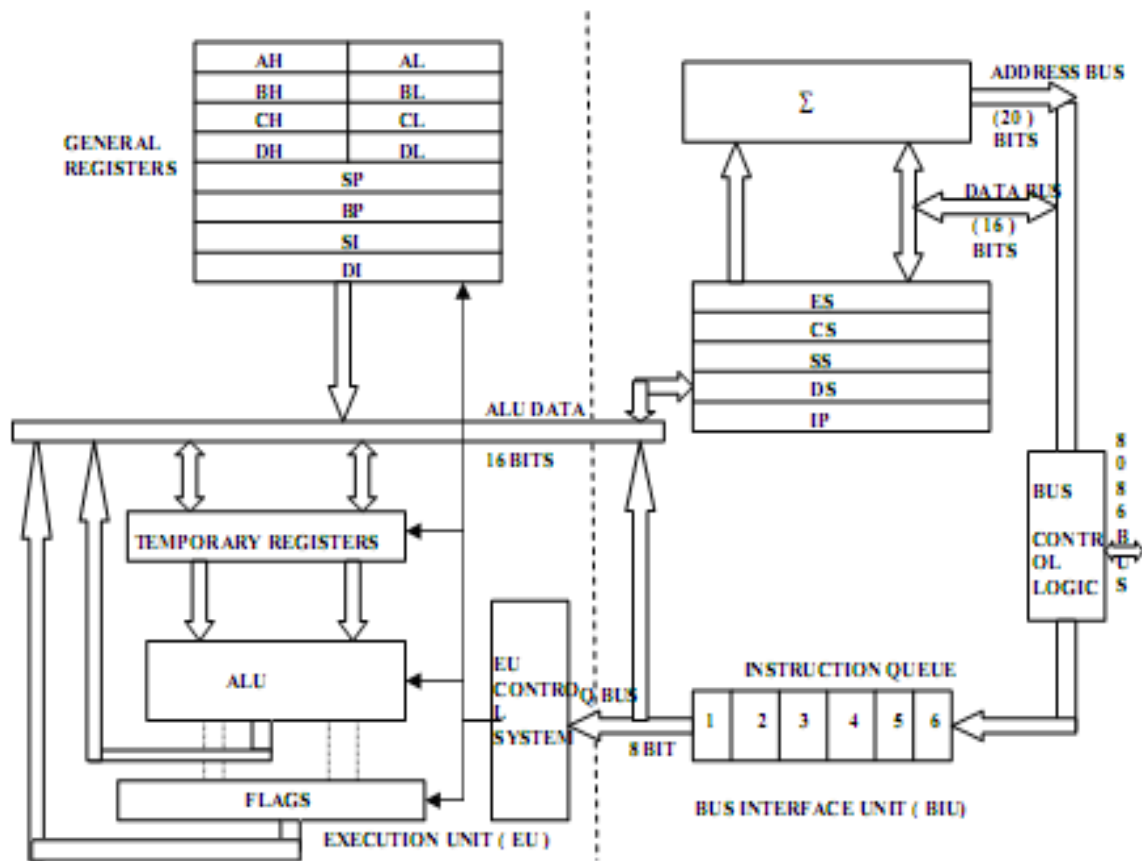 AH AL
BH BL
CH CL
DH DL
SP
BP
SI
DI
GENERAL
REGISTERS
Σ
ADDRESS BUS
(20)
BITS
DATA BUS
(16)
BITS
ES
CS
SS
DS
IP
ALU DATA
16 BITS
TEMPORARY REGISTERS
ALU
FLAGS
EU
CONTRO
L
SYSTEM
Q BUS
8 BIT
INSTRUCTION QUEUE
1 2 3 4 5 6
BUS
CONTR
OL
LOGIC
8
0
8
6
B
U
S
EXECUTION UNIT ( EU )
BUS INTERFACE UNIT ( BIU)